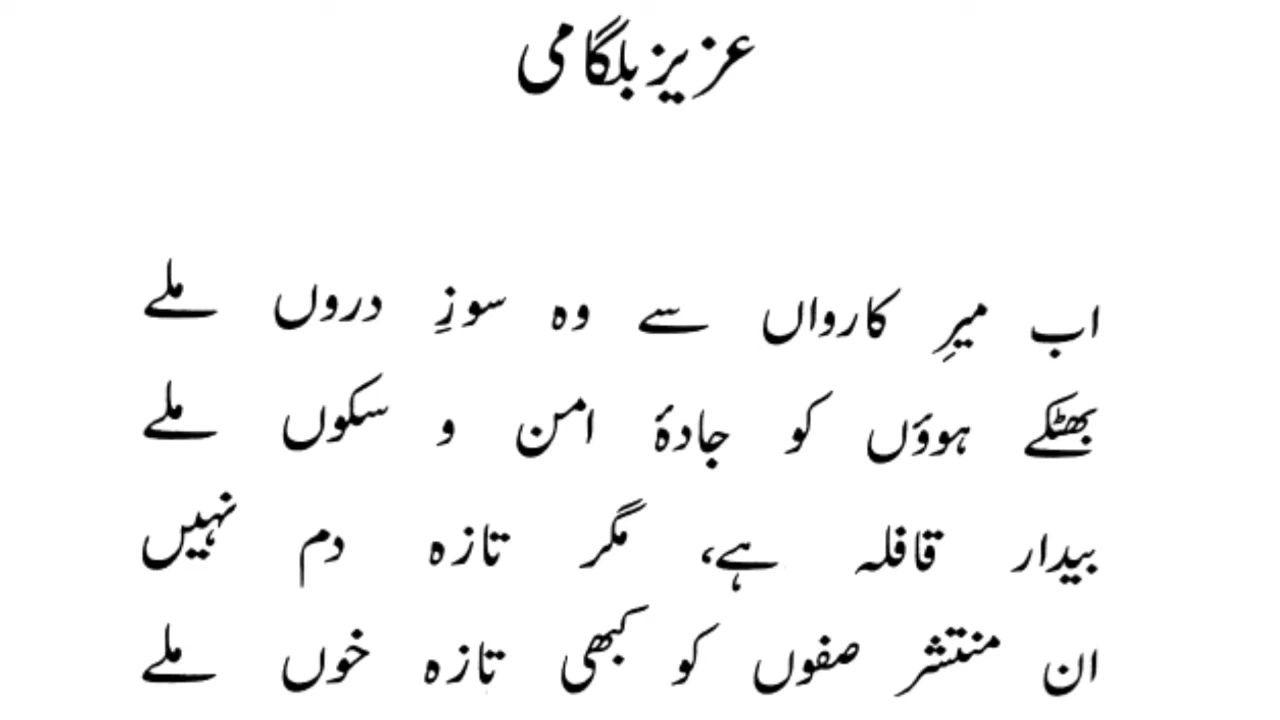 عزیز بلگامی
اب میرِ کارواں سے وہ سوزِ دروں ملے
بھٹکے ہوؤں کو جادۂ امن و سکوں ملے
بیدار قافلہ ہے، مگر تازہ دم نہیں
ان منتشر صفوں کو کبھی تازہ خوں ملے